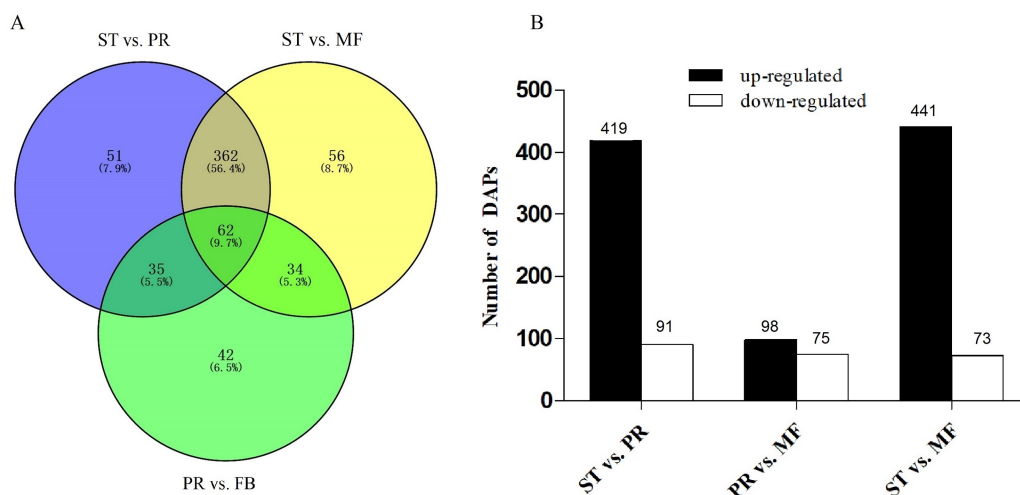 A
ST vs. PR
ST vs. MF
51
(7.9%)
362
(56.4%)
56
(8.7%)
62
(9.7%)
35
(5.5%)
34
(5.3%)
42
(6.5%)
PR vs. FB
B
up-regulated
down-regulated
Number of DAPs
500
400
300
200
100
0
419
91
98
75
441
73
ST vs. PR
PR vs. MF
ST vs. MF